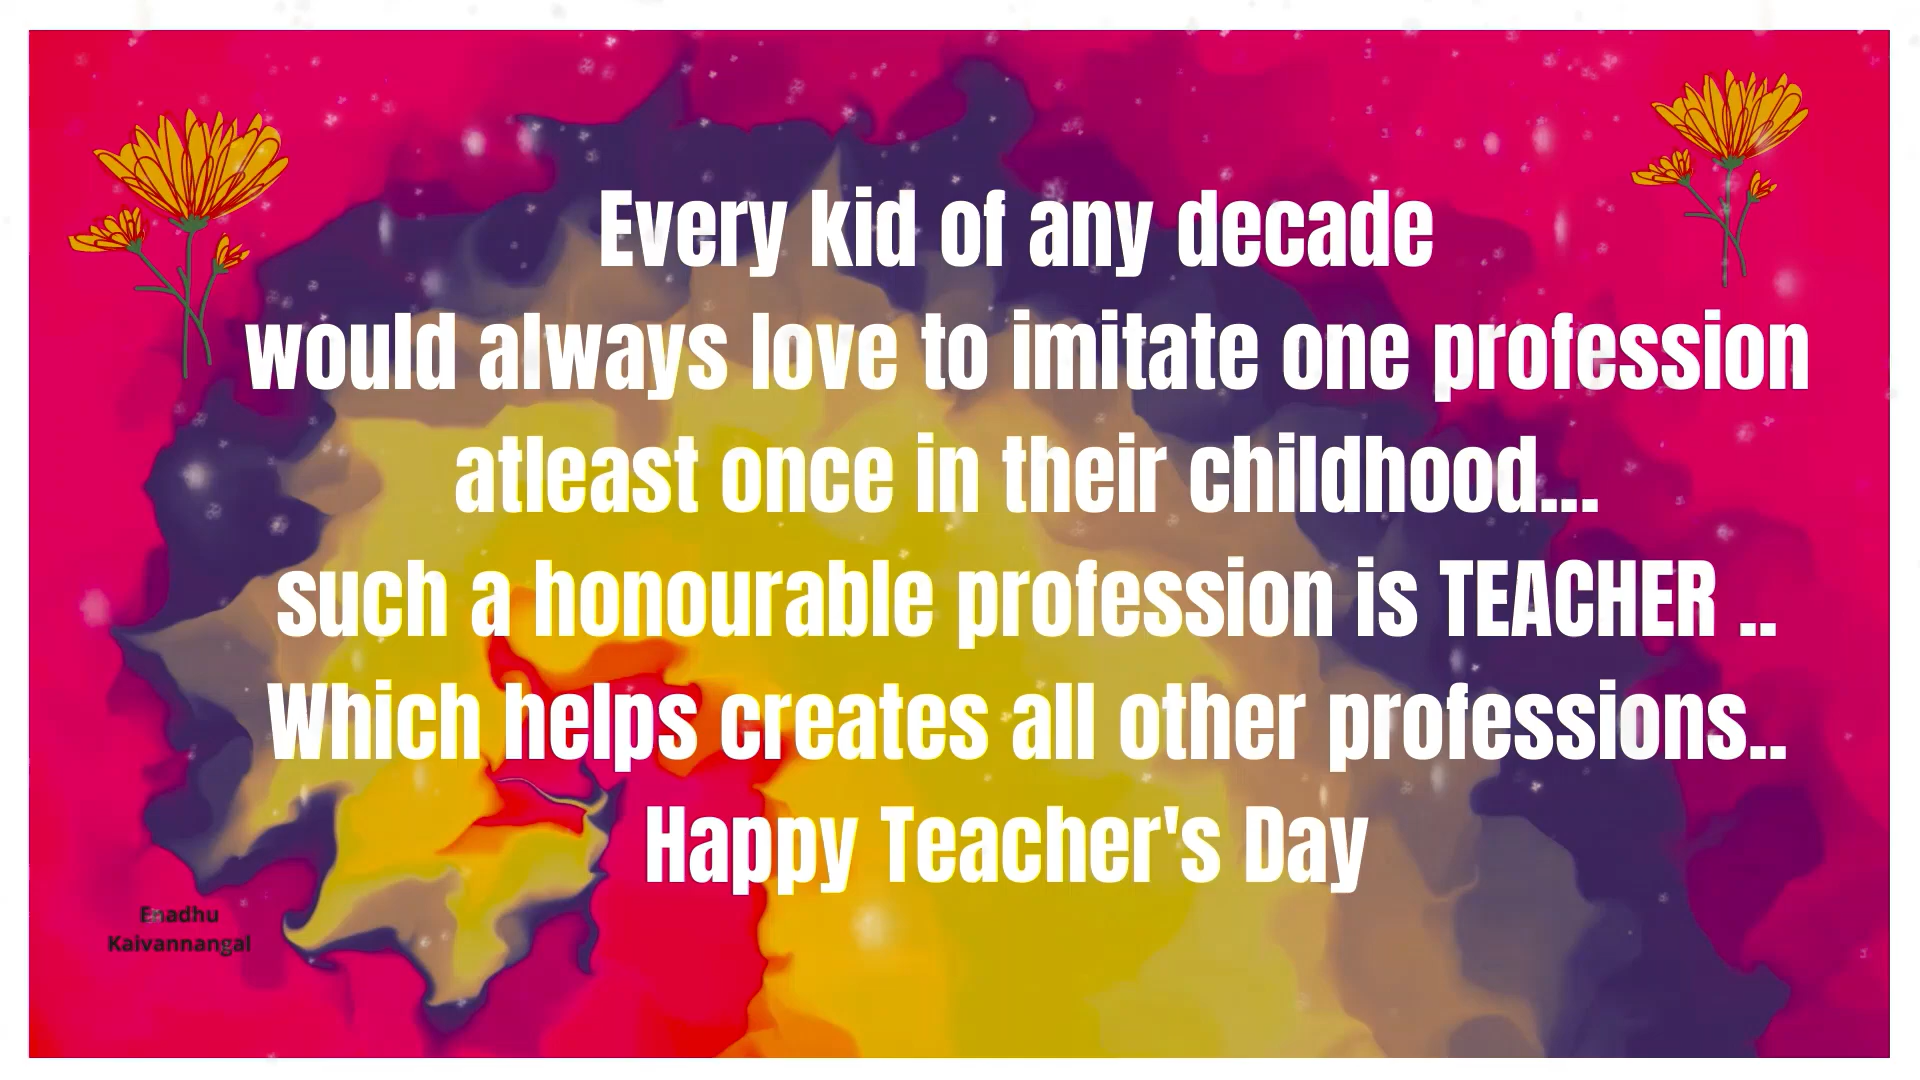 Every kid of any decade
would always love to imitate one profession
atleast once in their childhood...
such a honourable profession is TEACHER ..
Which helps creates all other professions..
Happy Teacher's Day
Enadhu
Kaivannangal